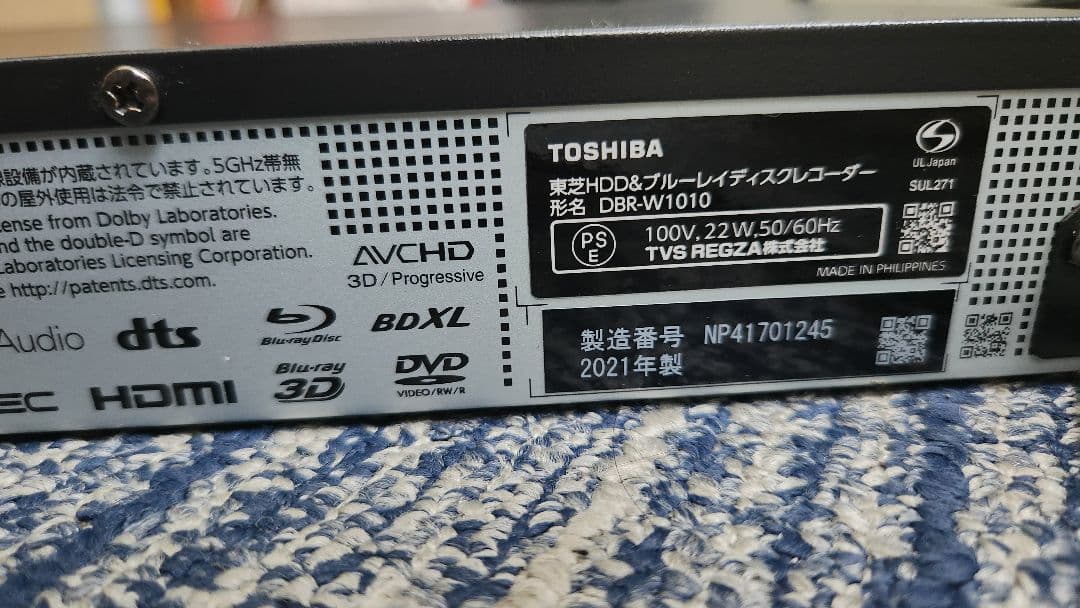 線設備が内蔵されています。5GHz帯無
の屋外使用は法令で禁止されています。
ense from Dolby Laboratories.
and the double-D symbol are
Laboratories Licensing Corporation.
e http://patents.dts.com.
AVCHD
3D / Progressive
Audio
dts
Blu-ray Disc
BDXL
EC
HDMI
Blu-ray
3D
DVD
VIDEO/RW/R
TOSHIBA
東芝HDD&ブルーレイディスクレコーダー
形名 DBR-W1010
PS
E
100V, 22W, 50/60Hz
TVS REGZA株式会社
UL Japan
SUL271
MADE IN PHILIPPINES
製造番号 NP41701245
2021年製